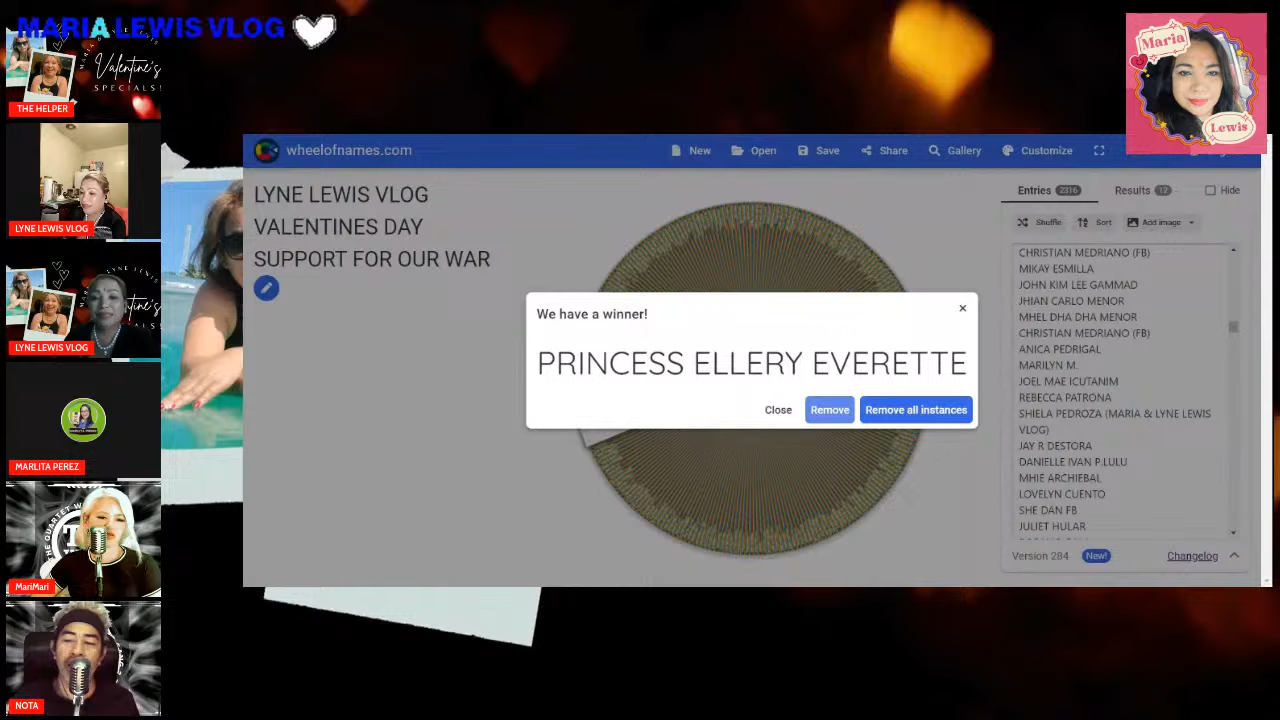 MARIA LEWIS VLOG
Valentine's
SPECIALS!
THE HELPER
LYNE LEWIS VLOG
LYNE LEWIS VLOG
MARLITA PEREZ
MariMari
NOTA
Maria
Lewis
wheelofnames.com
New
Open
Save
Share
Gallery
Customize
LYNE LEWIS VLOG
VALENTINES DAY
SUPPORT FOR OUR WAR
We have a winner!
PRINCESS ELLERY EVERETTE
Close
Remove
Remove all instances
Entries 2316
Results 12
Hide
Shuffle
Sort
Add image
CHRISTIAN MEDRIANO (FB)
MIKAY ESMILLA
JOHN KIM LEE GAMMAD
JHIAN CARLO MENOR
MHEL DHA DHA MENOR
CHRISTIAN MEDRIANO (FB)
ANICA PEDRIGAL
MARILYN M.
JOEL MAE ICUTANIM
REBECCA PATRONA
SHIELA PEDROZA (MARIA & LYNE LEWIS
VLOG)
JAY R DESTORA
DANIELLE IVAN P.LULU
MHIE ARCHIEBAL
LOVELYN CUENTO
SHE DAN FB
JULIET HULAR
Version 284
New!
Changelog